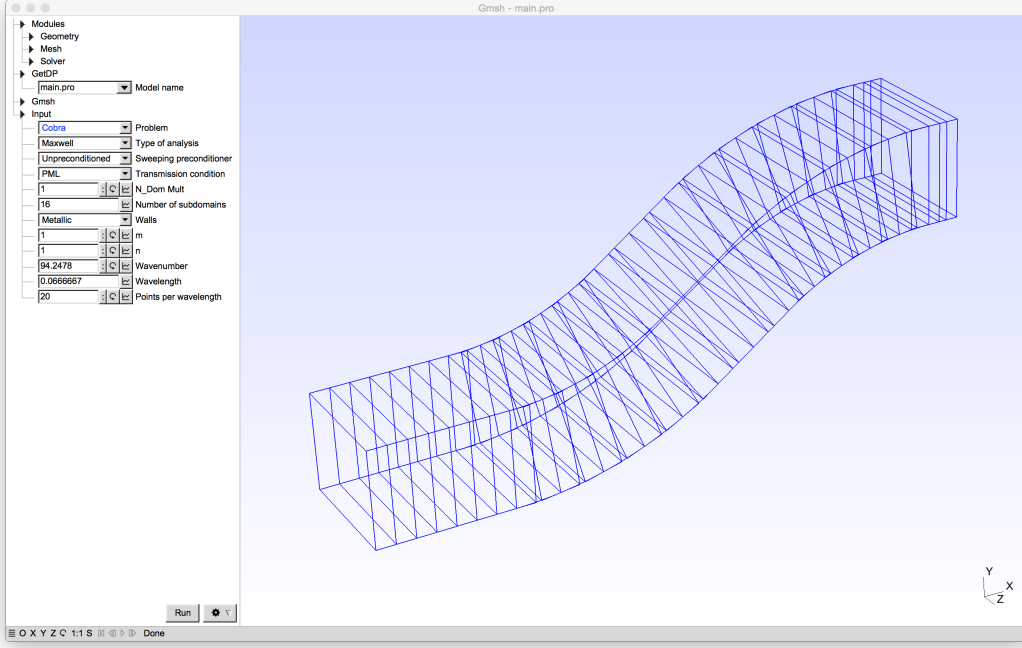 Gmsh - main.pro
Modules
Geometry
Mesh
Solver
GetDP
main.pro Model name
Gmsh
Input
Cobra Problem
Maxwell Type of analysis
Unpreconditioned Sweeping preconditioner
PML Transmission condition
1 N_Dom Mult
16 Number of subdomains
Metallic Walls
1 m
1 n
94.2478 Wavenumber
0.0666667 Wavelength
20 Points per wavelength
Y
X
Z
Run
O X Y Z 1:1 S Done